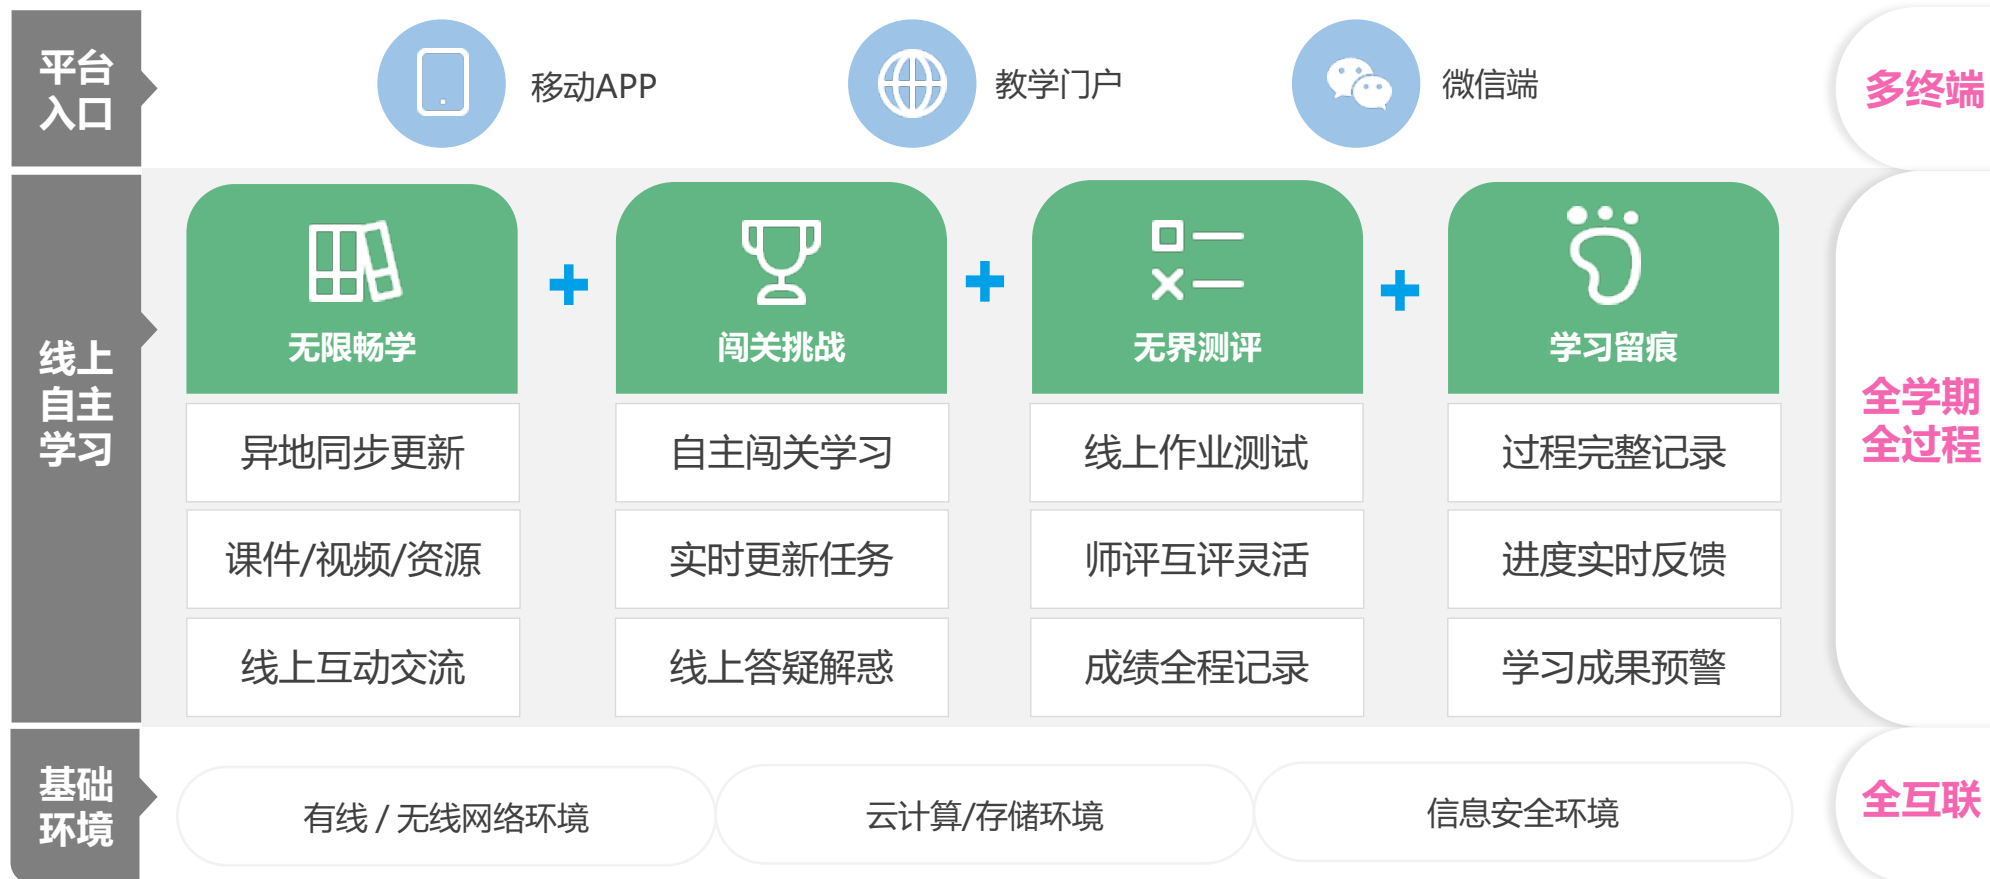 平台
入口
移动APP
教学门户
微信端
多终端
线上
自主
学习
无限畅学
闯关挑战
无界测评
学习留痕
异地同步更新
自主闯关学习
线上作业测试
过程完整记录
课件/视频/资源
实时更新任务
师评互评灵活
进度实时反馈
线上互动交流
线上答疑解惑
成绩全程记录
学习成果预警
全学期
全过程
基础
环境
有线 / 无线网络环境
云计算/存储环境
信息安全环境
全互联